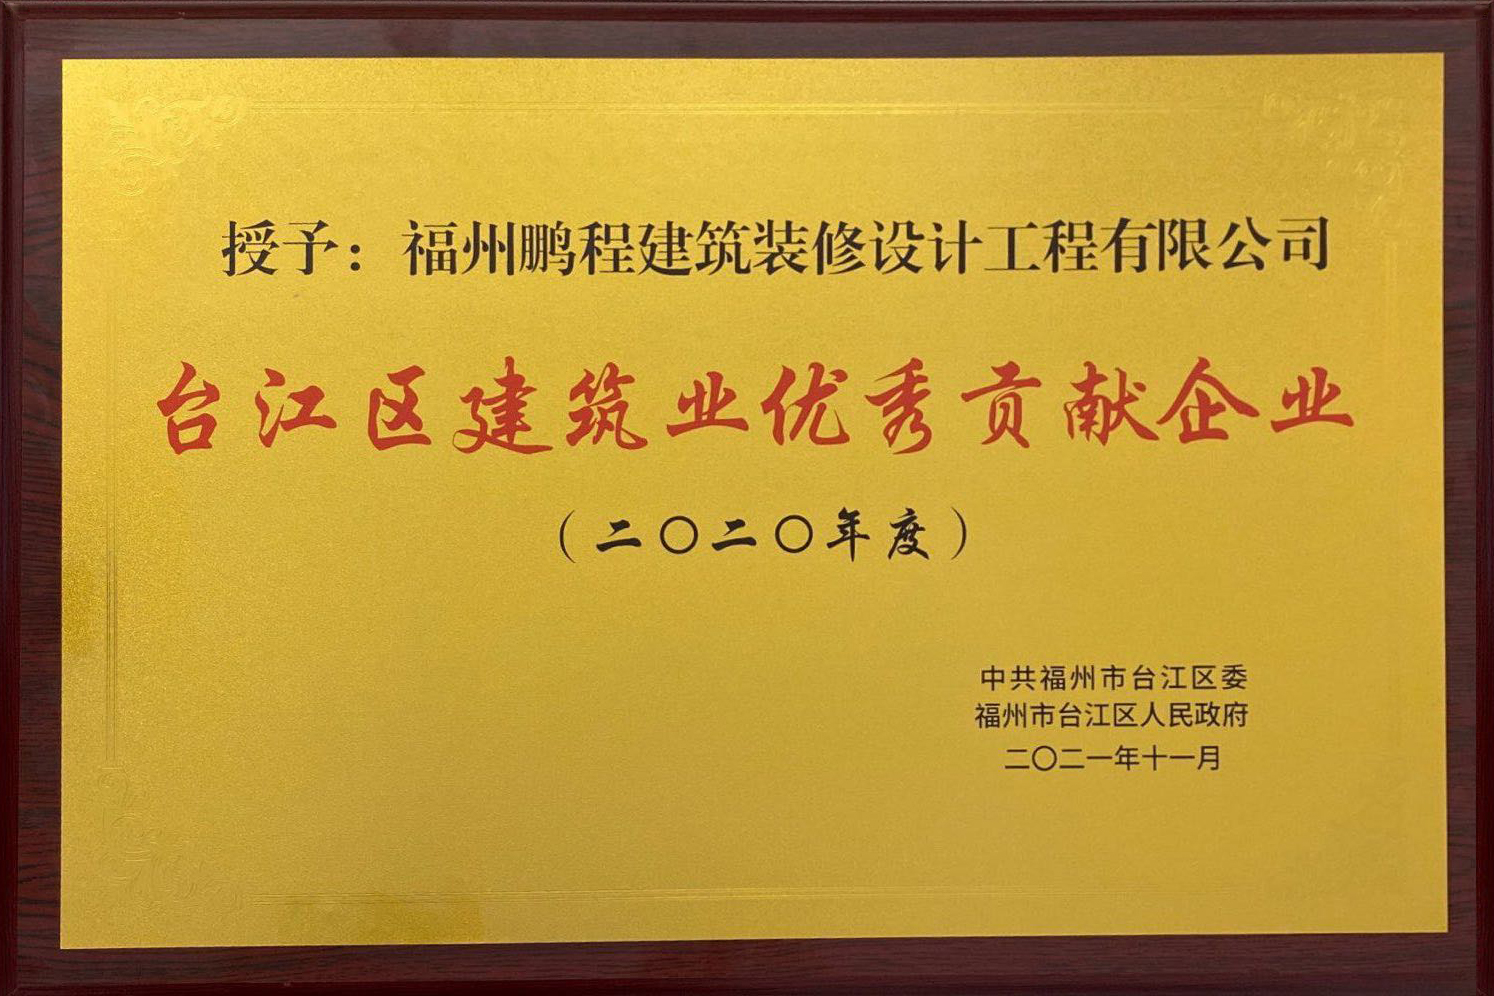 授予：福州鹏程建筑装修设计工程有限公司
台江区建筑业优秀贡献企业
（二〇二〇年度）
中共福州市台江区委
福州市台江区人民政府
二〇二一年十一月